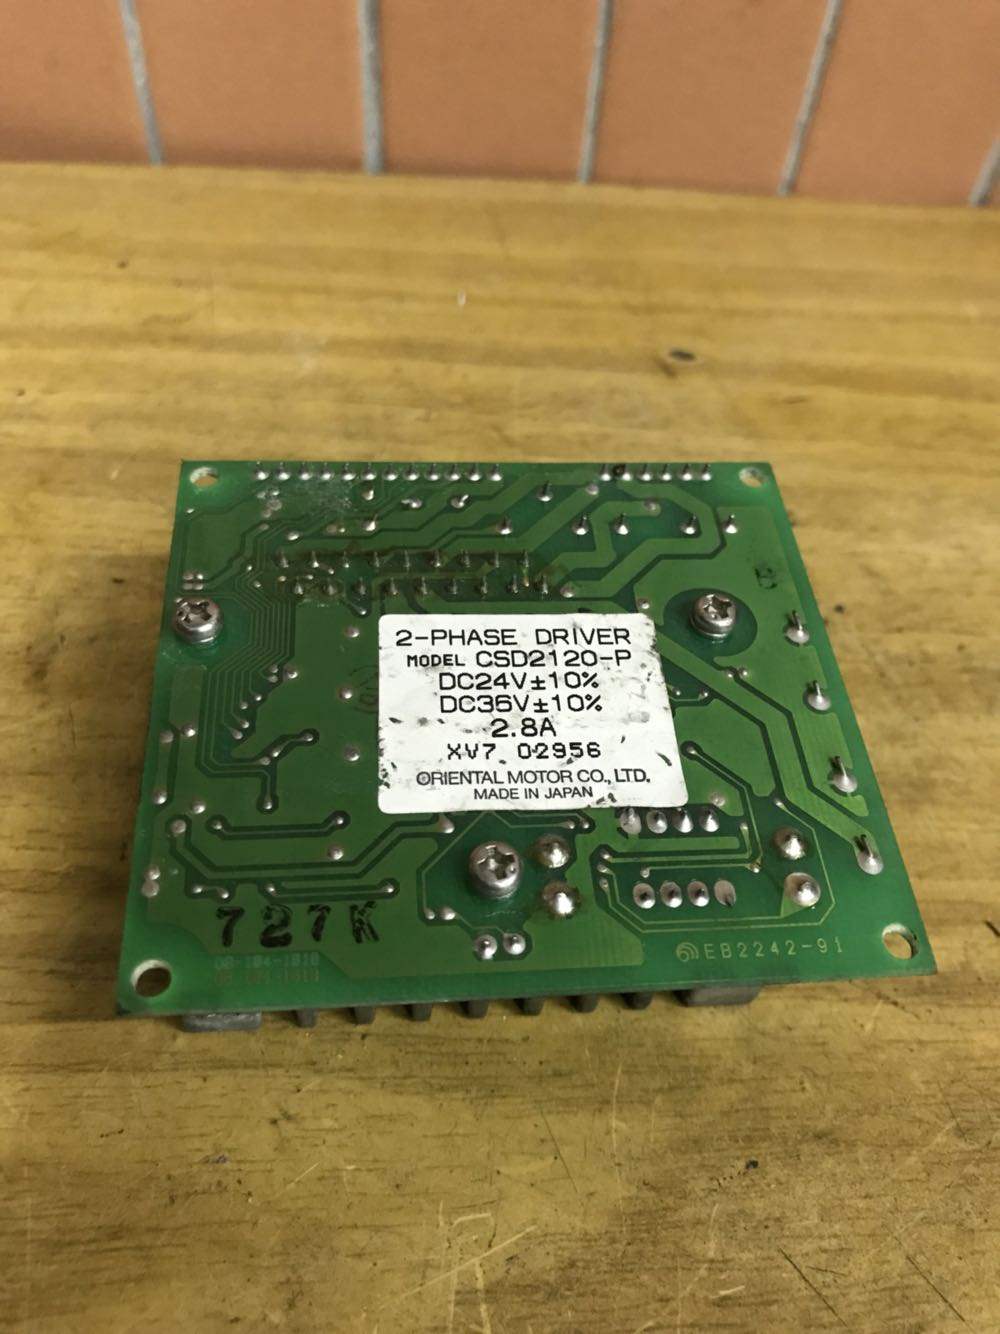 2-PHASE DRIVER
MODEL CSD2120-P
DC24V±10%
DC36V±10%
2.8A
XV7 02956
ORIENTAL MOTOR CO., LTD.
MADE IN JAPAN
727K
EB2242-91